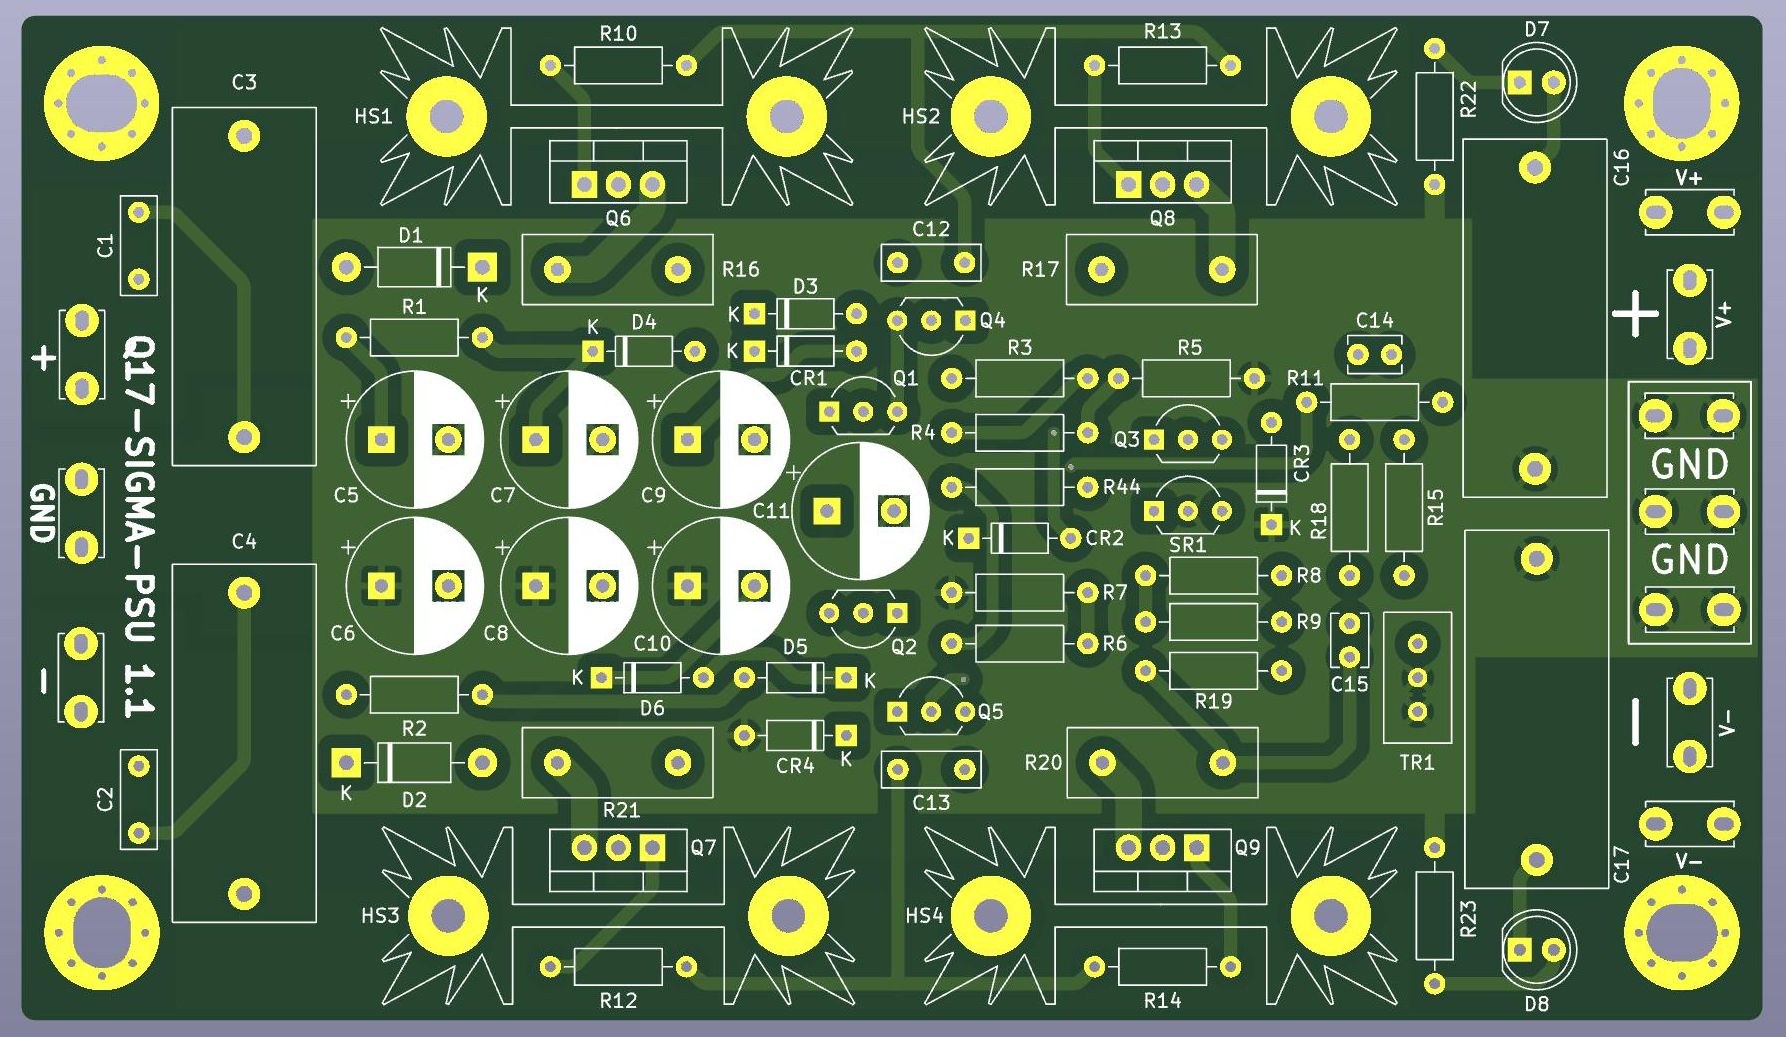 R10
R13
D7
C3
HS1
HS2
R22
C16
V+
Q6
Q8
C1
D1
K
R16
C12
R17
D3
K
R1
D4
K
Q4
C14
+
V+
+
K
CR1
R3
R5
R11
Q1
+
+
+
R4
Q3
CR3
GND
Q17-SIGMA-PSU 1.1
+
C5
C7
C9
C11
R44
R18
R15
K
GND
K
CR2
SR1
C4
+
+
+
GND
R8
R7
R9
C6
C8
C10
D5
Q2
R6
C15
-
K
K
D6
R19
-
V-
R2
Q5
K
CR4
R20
TR1
K
D2
C2
R21
C13
Q7
Q9
V-
C17
HS3
HS4
R23
R12
R14
D8